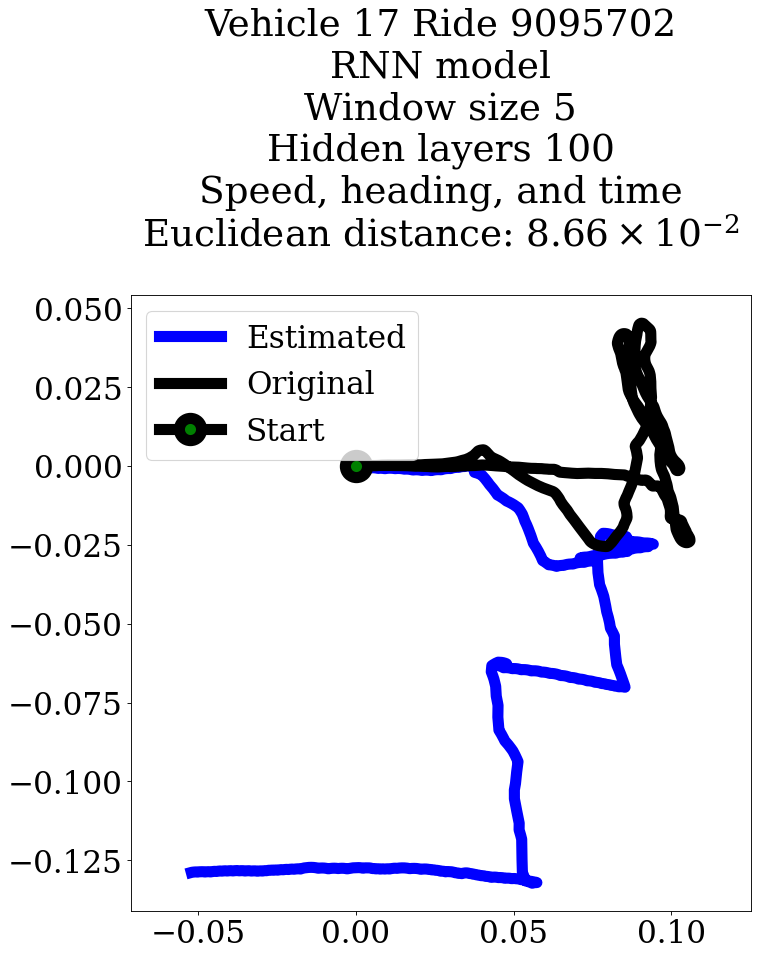 Vehicle 17 Ride 9095702
RNN model
Window size 5
Hidden layers 100
Speed, heading, and time
Euclidean distance: 8.66 × 10⁻²
0.050
0.025
0.000
−0.025
−0.050
−0.075
−0.100
−0.125
Estimated
Original
Start
−0.05
0.00
0.05
0.10